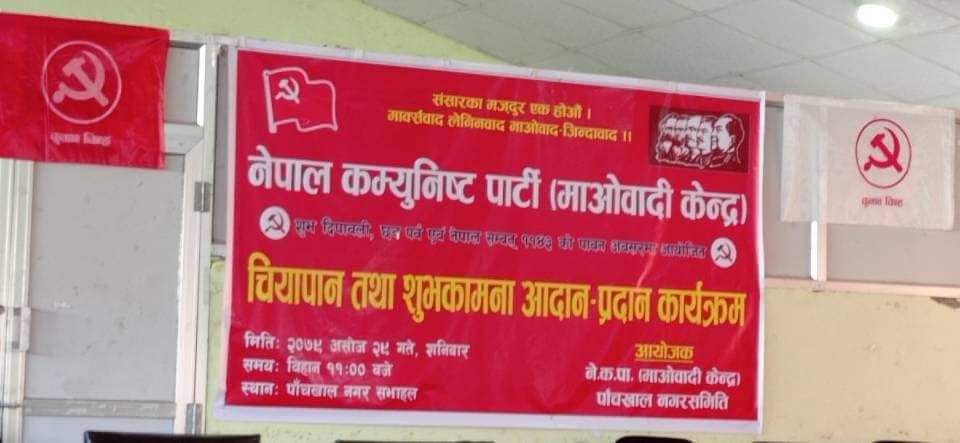 चुनाव चिन्ह
संसारका मजदुर एक होऔं ।
मार्क्सवाद लेनिनवाद माओवाद-जिन्दावाद ।।
नेपाल कम्युनिष्ट पार्टी (माओवादी केन्द्र)
शुभ दिपावली, छठ पर्व एवं नेपाल सम्वत् ११४३ को पावन अवसरमा आयोजित
चियापान तथा शुभकामना आदान-प्रदान कार्यक्रम
मितिः २०७९ असोज २९ गते, शनिबार
समयः विहान ११:०० बजे
स्थानः पाँचखाल नगर सभाहल
आयोजक
ने.क.पा. (माओवादी केन्द्र)
पाँचखाल नगरसमिति
चुनाव चिन्ह